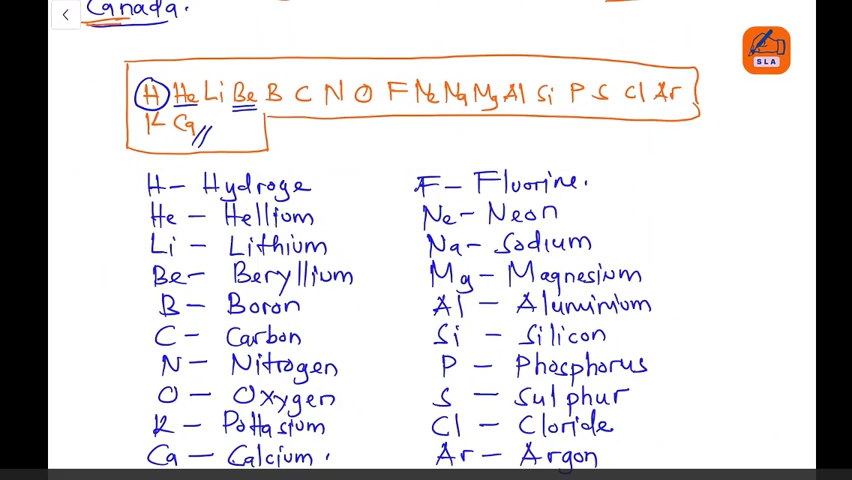 Canada.
SLA
H He Li Be B C N O F Ne Na Mg Al Si P S Cl Ar
K Ca //
H - Hydroge
He - Hellium
Li - Lithium
Be - Beryllium
B - Boron
C - Carbon
N - Nitrogen
O - Oxygen
K - Pottasium
Ca - Calcium.
F - Fluorine.
Ne - Neon
Na - Sodium
Mg - Magnesium
Al - Aluminium
Si - Silicon
P - Phosphorus
S - Sulphur
Cl - Cloride
Ar - Argon